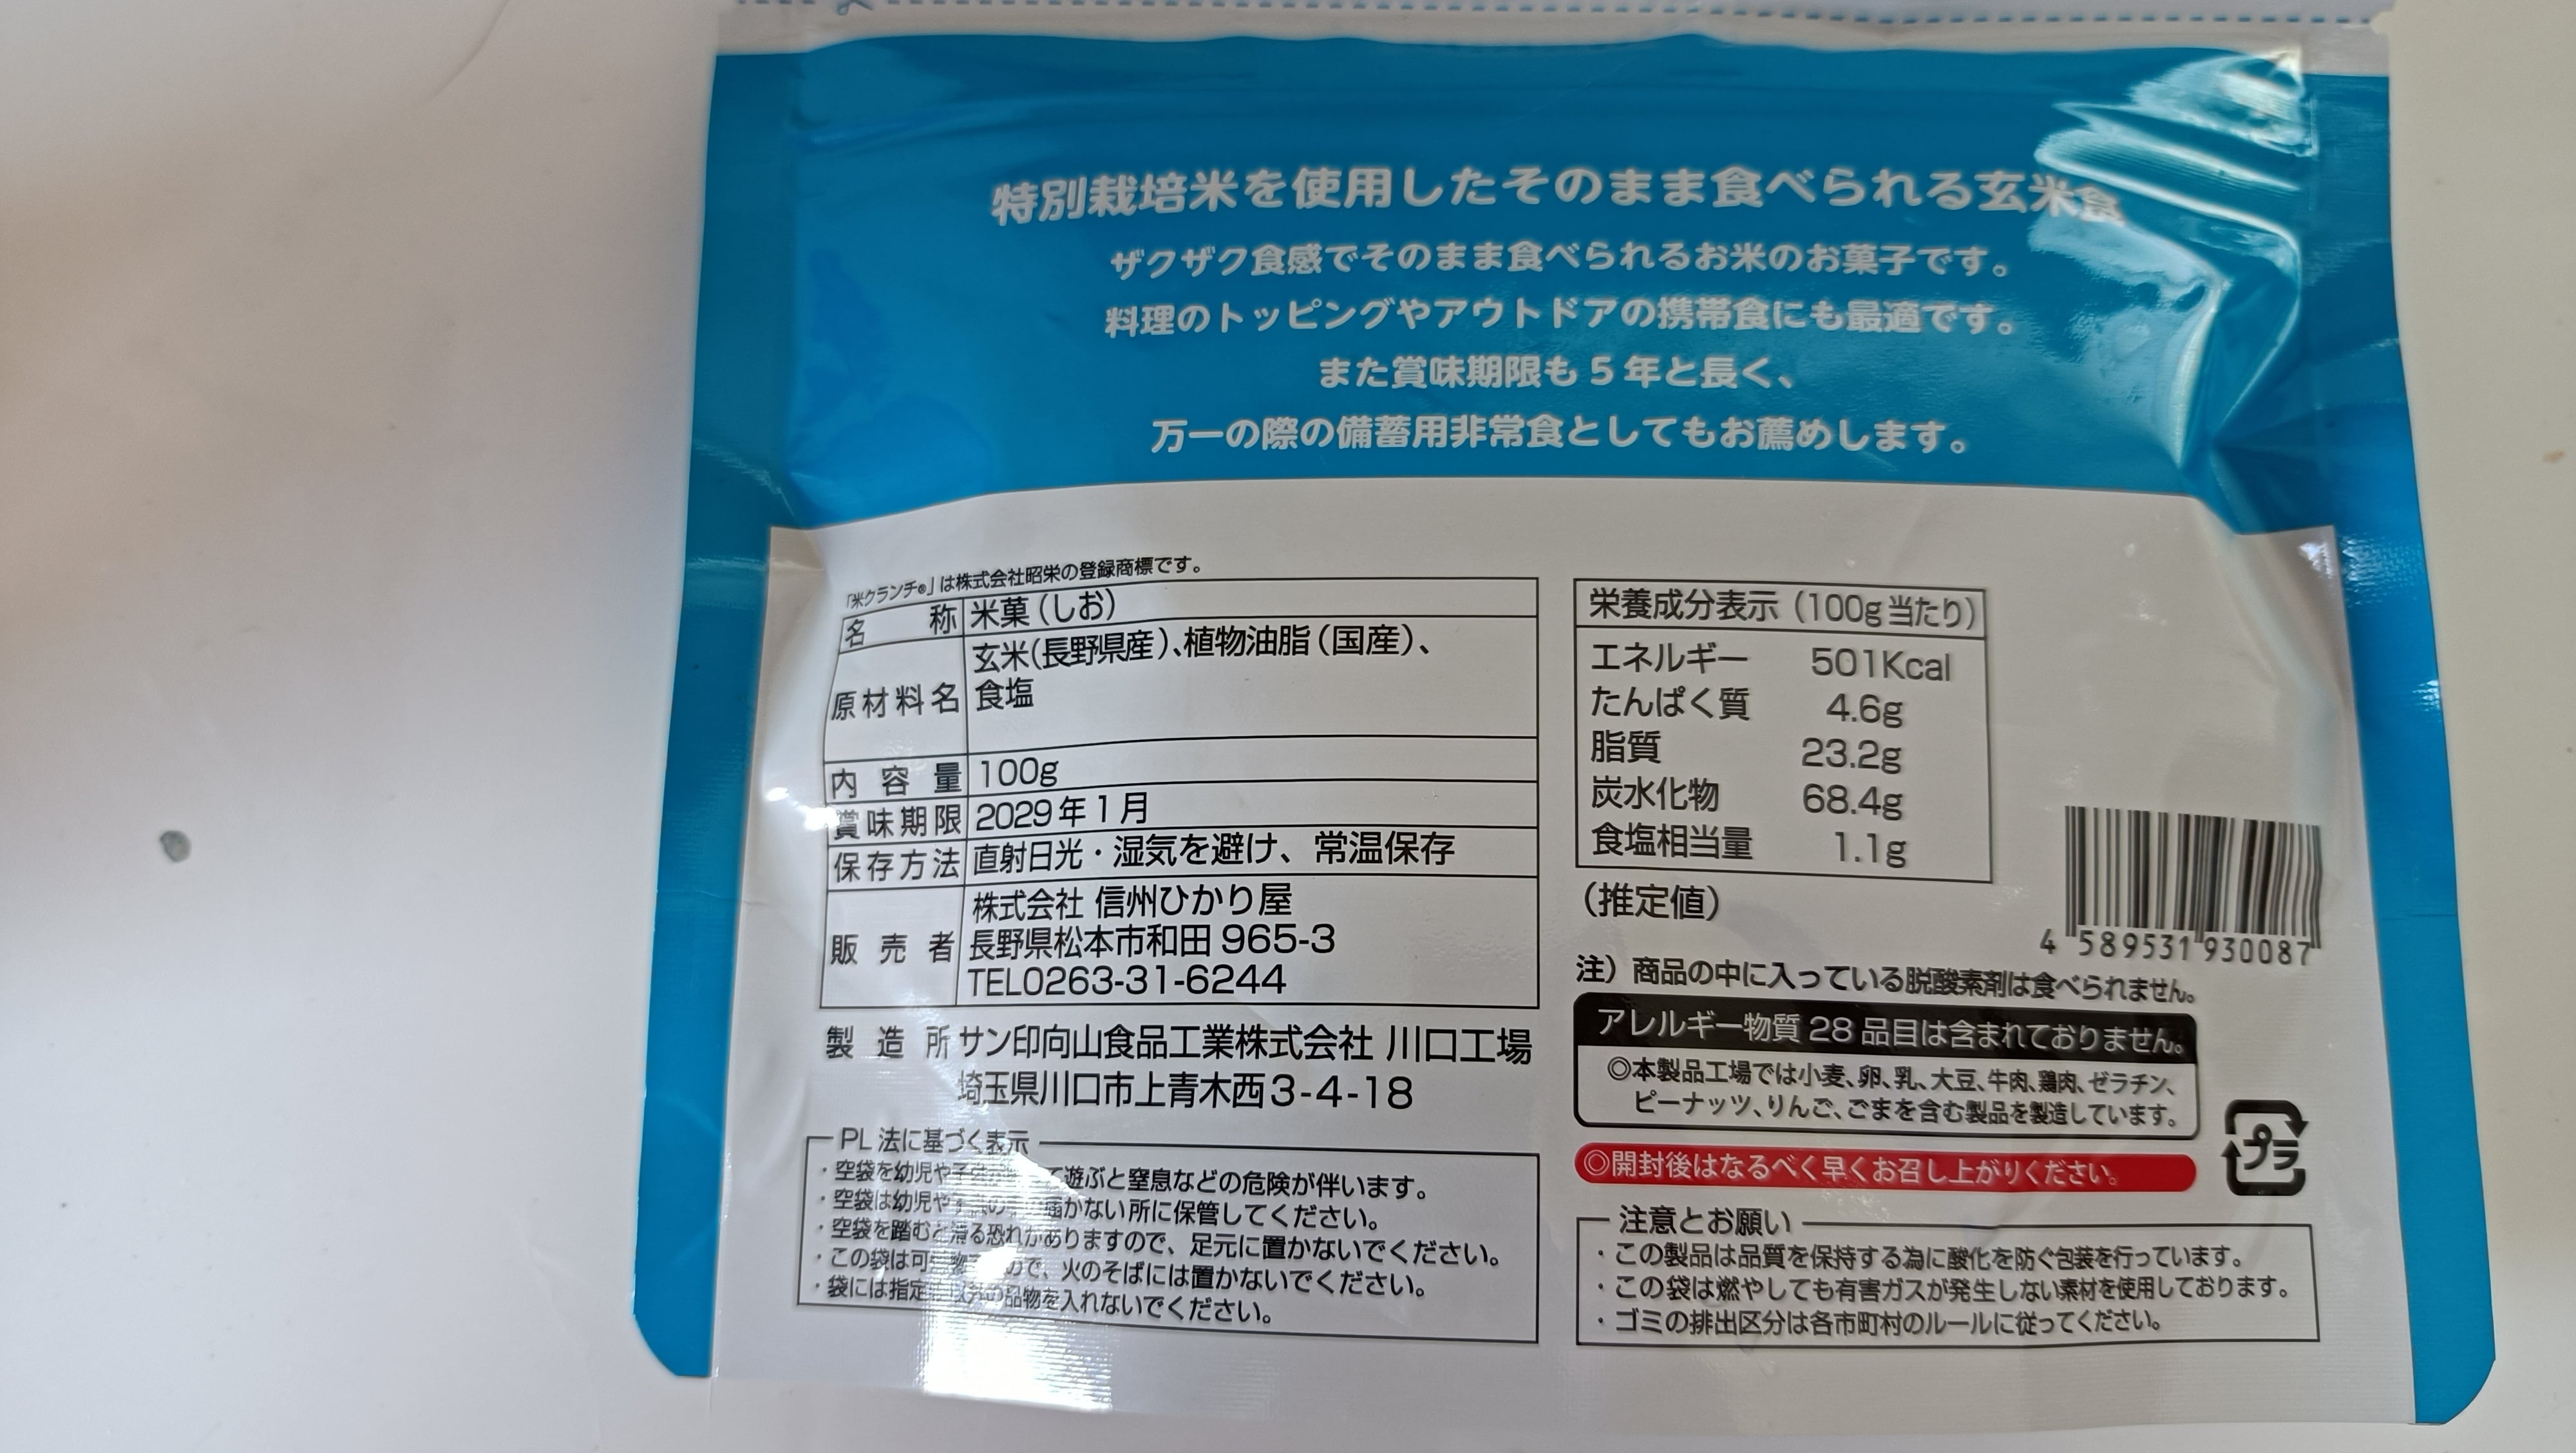 特別栽培米を使用したそのまま食べられる玄米食
ザクザク食感でそのまま食べられるお米のお菓子です。
料理のトッピングやアウトドアの携帯食にも最適です。
また賞味期限も5年と長く、
万一の際の備蓄用非常食としてもお薦めします。
「米クランチ®」は株式会社昭栄の登録商標です。
名称 米菓(しお)
原材料名 玄米(長野県産)、植物油脂(国産)、
食塩
内容量 100g
賞味期限 2029年1月
保存方法 直射日光・湿気を避け、常温保存
販売者 株式会社 信州ひかり屋
長野県松本市和田 965-3
TEL0263-31-6244
製造所 サン印向山食品工業株式会社 川口工場
埼玉県川口市上青木西3-4-18
PL法に基づく表示
・空袋を幼児や て遊ぶと窒息などの危険が伴います。
・空袋は幼児や 届かない所に保管してください。
・空袋を踏むと滑る恐れがありますので、足元に置かないでください。
・この袋は可 ので、火のそばには置かないでください。
・袋には指定 の品物を入れないでください。
栄養成分表示(100g当たり)
エネルギー 501Kcal
たんぱく質 4.6g
脂質 23.2g
炭水化物 68.4g
食塩相当量 1.1g
(推定値)
4 589531 930087
注)商品の中に入っている脱酸素剤は食べられません。
アレルギー物質 28 品目は含まれておりません。
◎本製品工場では小麦、卵、乳、大豆、牛肉、鶏肉、ゼラチン、
ピーナッツ、りんご、ごまを含む製品を製造しています。
◎開封後はなるべく早くお召し上がりください。
プラ
注意とお願い
・この製品は品質を保持する為に酸化を防ぐ包装を行っています。
・この袋は燃やしても有害ガスが発生しない素材を使用しております。
・ゴミの排出区分は各市町村のルールに従ってください。